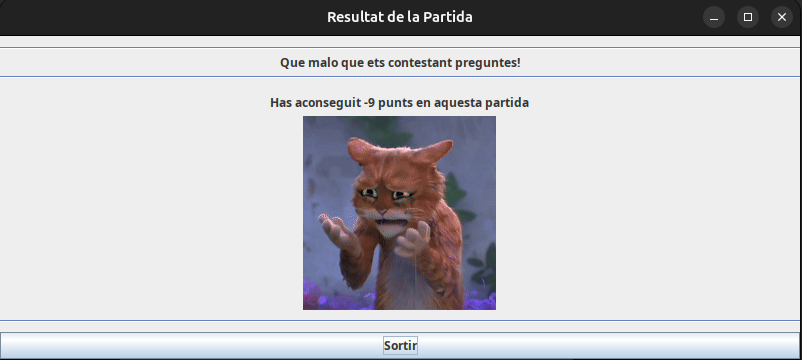 Resultat de la Partida
Que malo que ets contestant preguntes!
Has aconseguit -9 punts en aquesta partida
Sortir